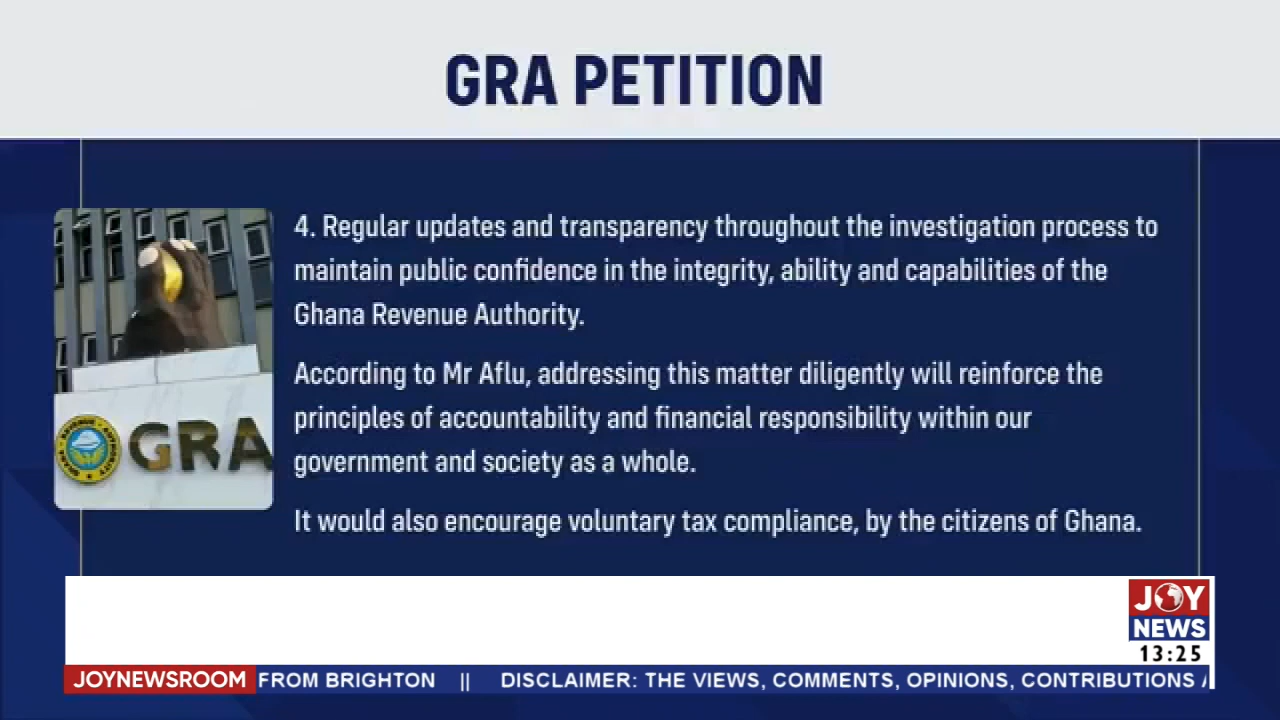 GRA PETITION
4. Regular updates and transparency throughout the investigation process to
maintain public confidence in the integrity, ability and capabilities of the
Ghana Revenue Authority.
According to Mr Aflu, addressing this matter diligently will reinforce the
principles of accountability and financial responsibility within our
government and society as a whole.
It would also encourage voluntary tax compliance, by the citizens of Ghana.
GHANA REVENUE AUTHORITY
GRA
JOY
NEWS
13:25
JOYNEWSROOM
FROM BRIGHTON || DISCLAIMER: THE VIEWS, COMMENTS, OPINIONS, CONTRIBUTIONS